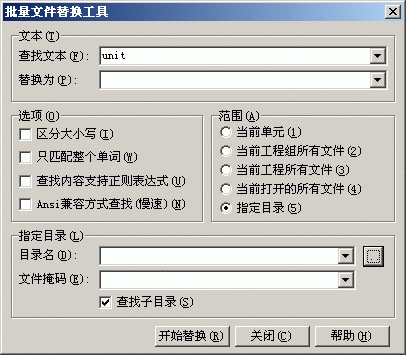 批量文件替换工具
文本(T)
查找文本(F):
unit
替换为(P):
选项(O)
区分大小写(I)
只匹配整个单词(W)
查找内容支持正则表达式(U)
Ansi兼容方式查找(慢速)(N)
范围(A)
当前单元(1)
当前工程组所有文件(2)
当前工程所有文件(3)
当前打开的所有文件(4)
指定目录(5)
指定目录(L)
目录名(D):
...
文件掩码(E):
查找子目录(S)
开始替换(R)
关闭(C)
帮助(H)